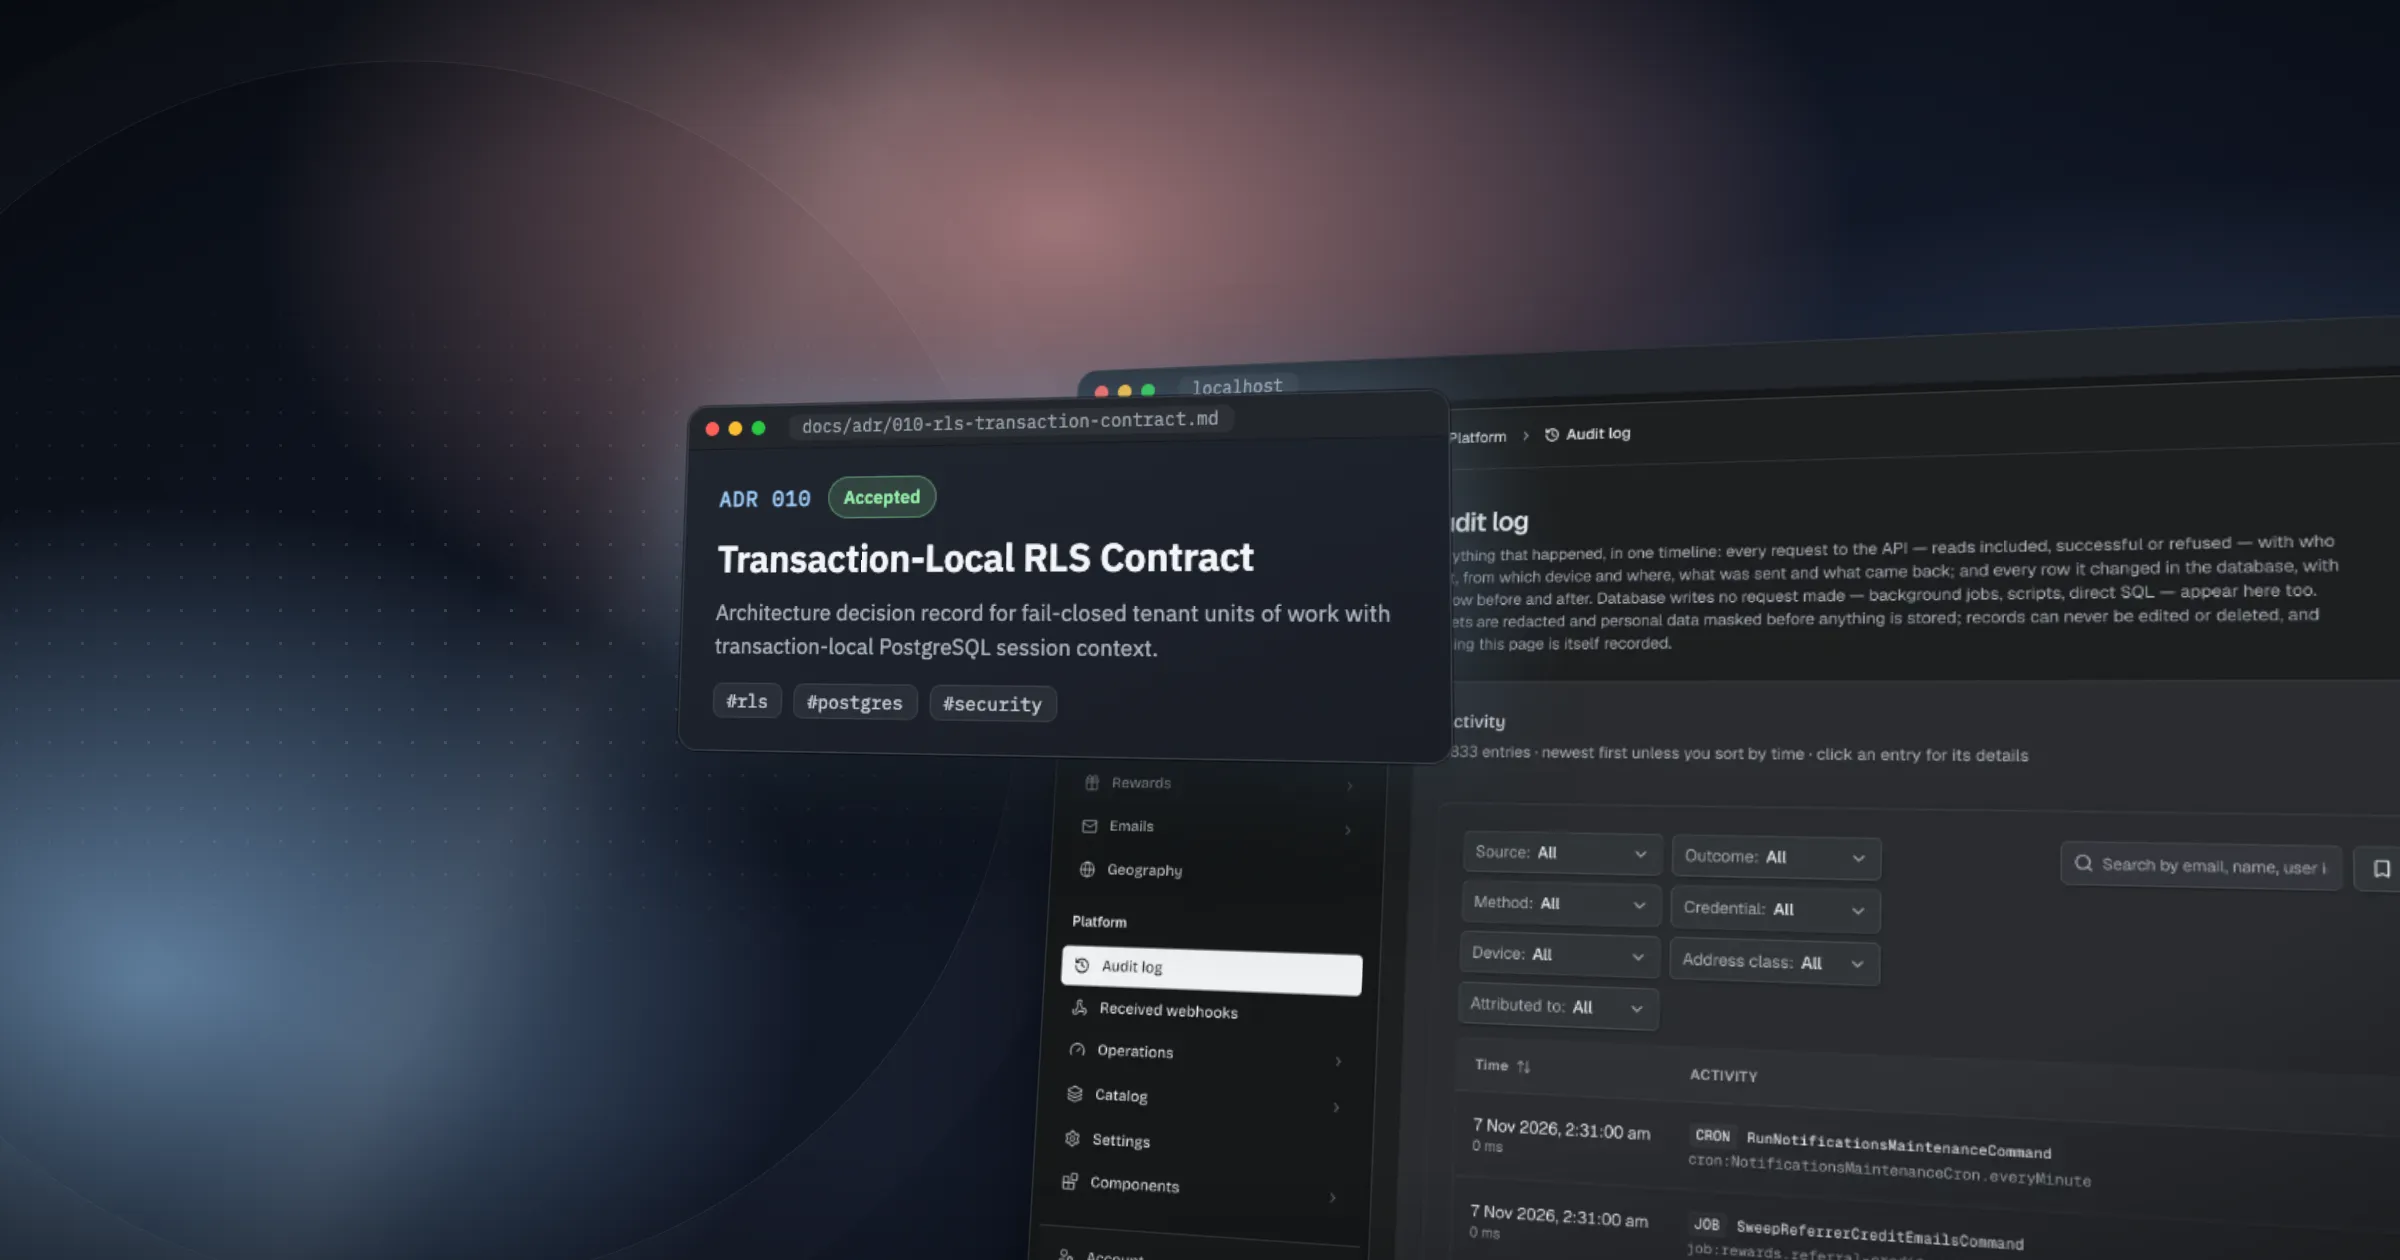 localhost
docs/adr/010-rls-transaction-contract.md
ADR 010
Accepted
Transaction-Local RLS Contract
Architecture decision record for fail-closed tenant units of work with
transaction-local PostgreSQL session context.
#rls
#postgres
#security
Platform
Audit log
dit log
ything that happened, in one timeline: every request to the API — reads included, successful or refused — with who
, from which device and where, what was sent and what came back; and every row it changed in the database, with
ow before and after. Database writes no request made — background jobs, scripts, direct SQL — appear here too.
ets are redacted and personal data masked before anything is stored; records can never be edited or deleted, and
ing this page is itself recorded.
ctivity
833 entries · newest first unless you sort by time · click an entry for its details
Rewards
Emails
Geography
Platform
Audit log
Received webhooks
Operations
Catalog
Settings
Components
Account
Source: All
Outcome: All
Method: All
Credential: All
Device: All
Address class: All
Attributed to: All
Search by email, name, user i
Time
ACTIVITY
7 Nov 2026, 2:31:00 am
0 ms
CRON RunNotificationsMaintenanceCommand
cron:NotificationsMaintenanceCron.everyMinute
7 Nov 2026, 2:31:00 am
0 ms
JOB SweepReferrerCreditEmailsCommand